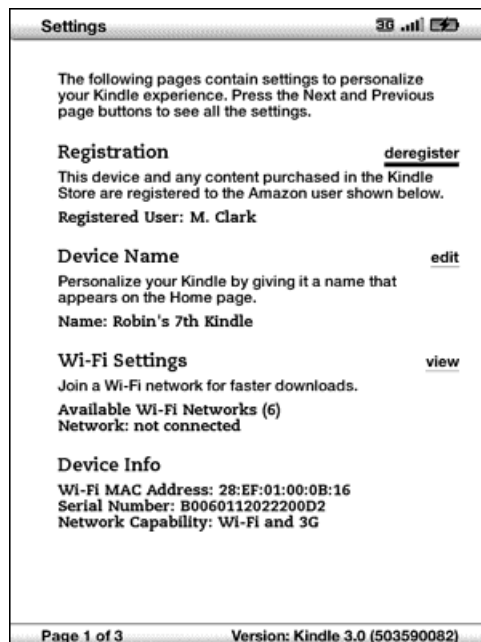 Settings 3G
The following pages contain settings to personalize
your Kindle experience. Press the Next and Previous
page buttons to see all the settings.
Registration deregister
This device and any content purchased in the Kindle
Store are registered to the Amazon user shown below.
Registered User: M. Clark
Device Name edit
Personalize your Kindle by giving it a name that
appears on the Home page.
Name: Robin's 7th Kindle
Wi-Fi Settings view
Join a Wi-Fi network for faster downloads.
Available Wi-Fi Networks (6)
Network: not connected
Device Info
Wi-Fi MAC Address: 28:EF:01:00:0B:16
Serial Number: B0060112022200D2
Network Capability: Wi-Fi and 3G
Page 1 of 3 Version: Kindle 3.0 (503590082)